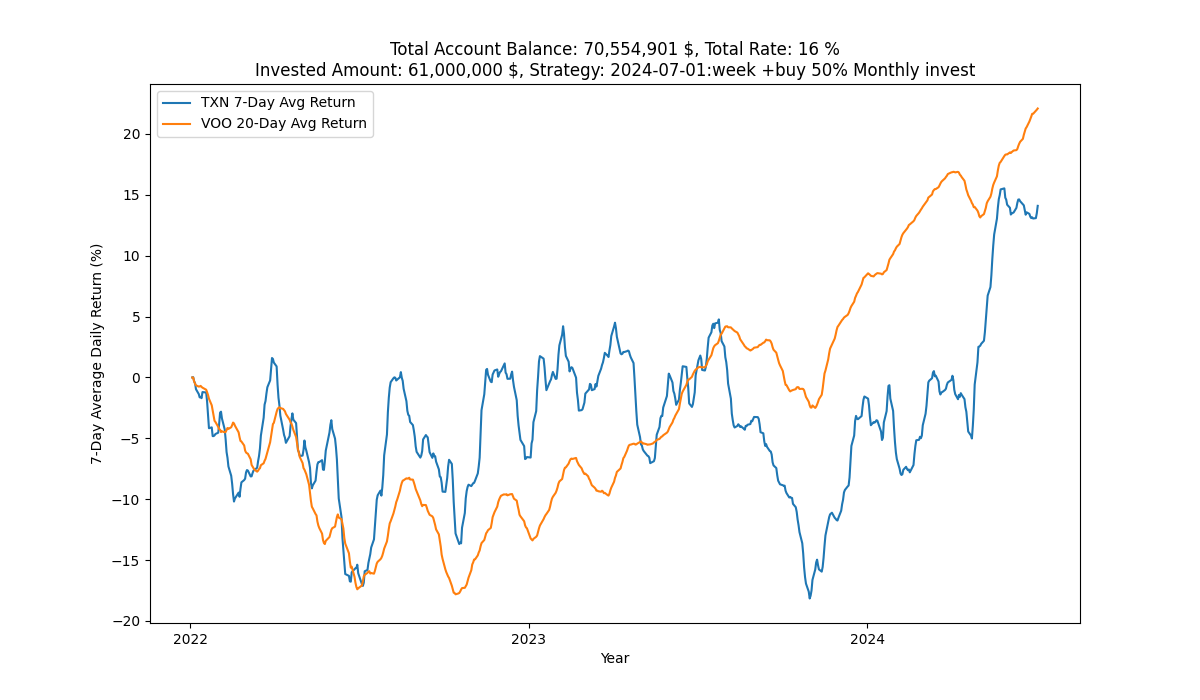 Total Account Balance: 70,554,901 $, Total Rate: 16 %
Invested Amount: 61,000,000 $, Strategy: 2024-07-01:week +buy 50% Monthly invest
TXN 7-Day Avg Return
VOO 20-Day Avg Return
7-Day Average Daily Return (%)
20
15
10
5
0
−5
−10
−15
−20
2022
2023
2024
Year